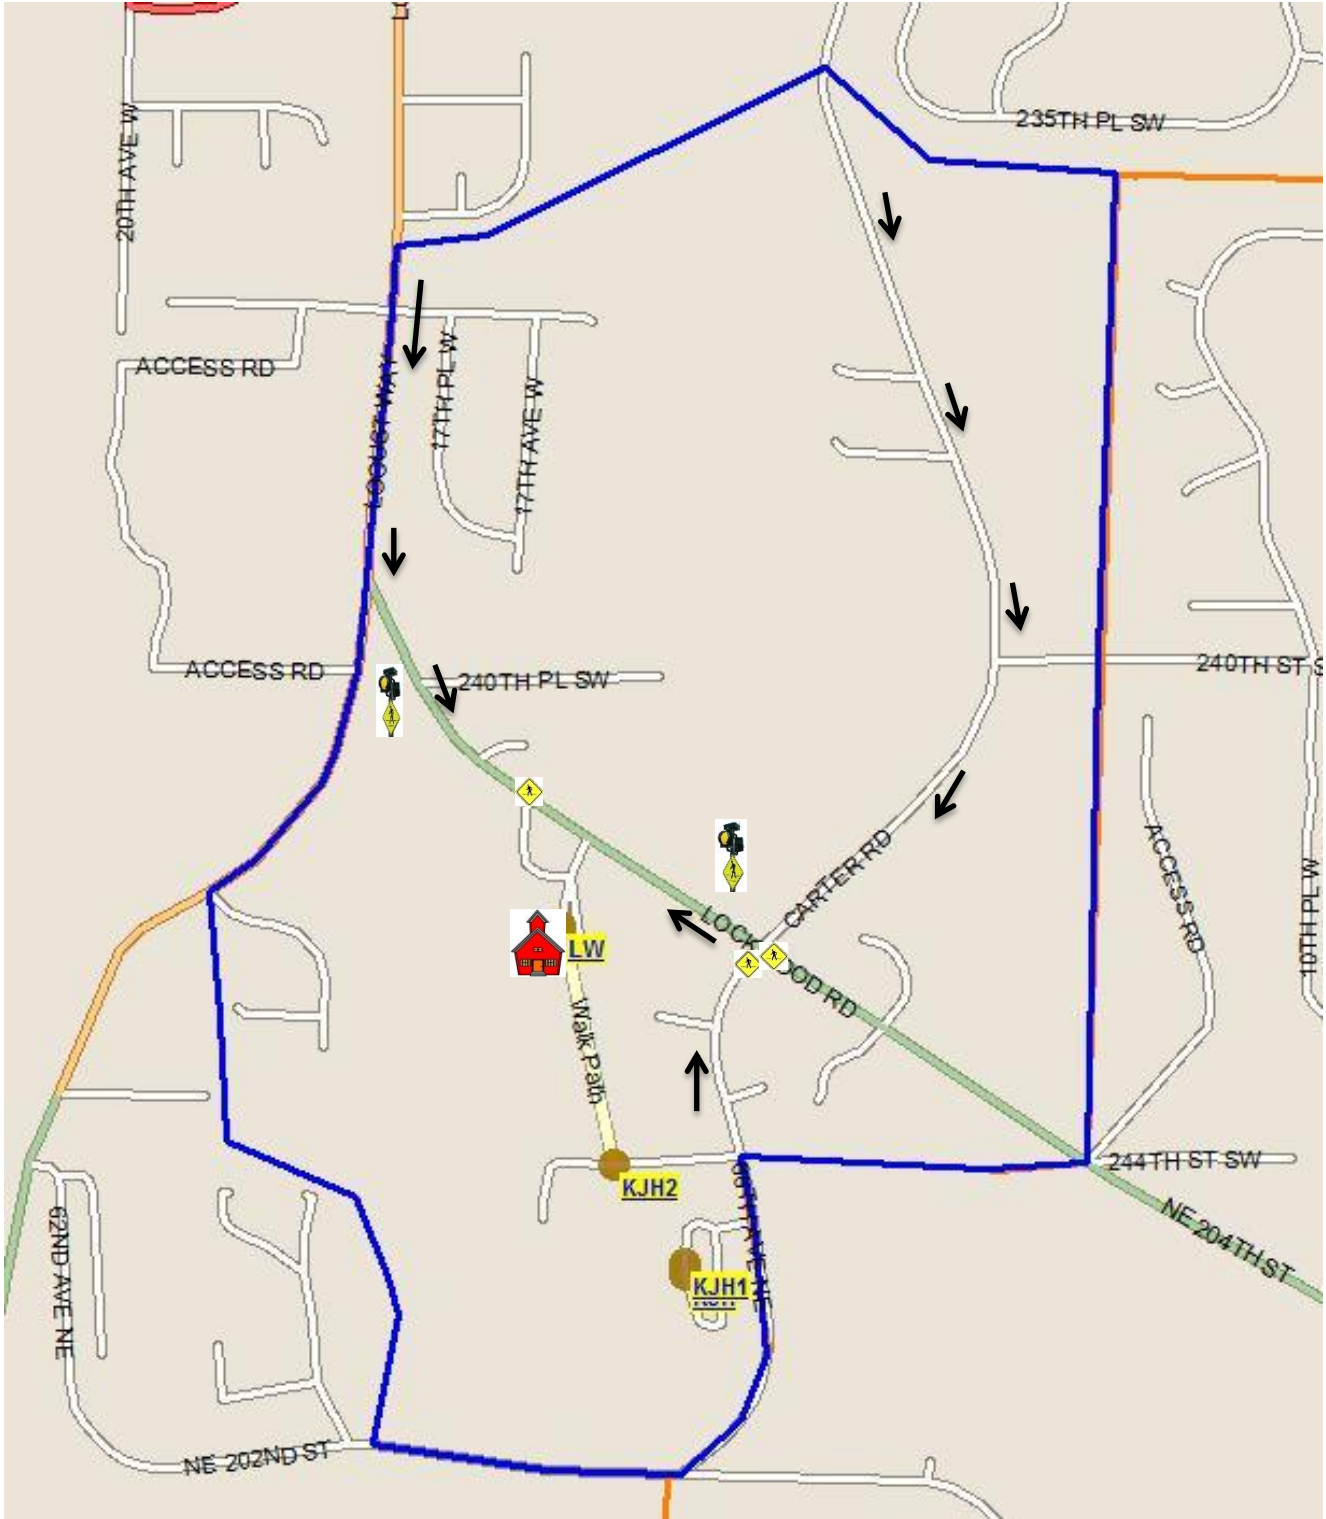 235TH PL SW
20TH AVE W
ACCESS RD
LOCUST WAY
17TH PL W
17TH AVE W
ACCESS RD
240TH PL SW
240TH ST S
CARTER RD
ACCESS RD
10TH PL W
LOCKWOOD RD
LW
Walk Path
KJH2
244TH ST SW
NE 204TH ST
KJH1
62ND AVE NE
NE 202ND ST